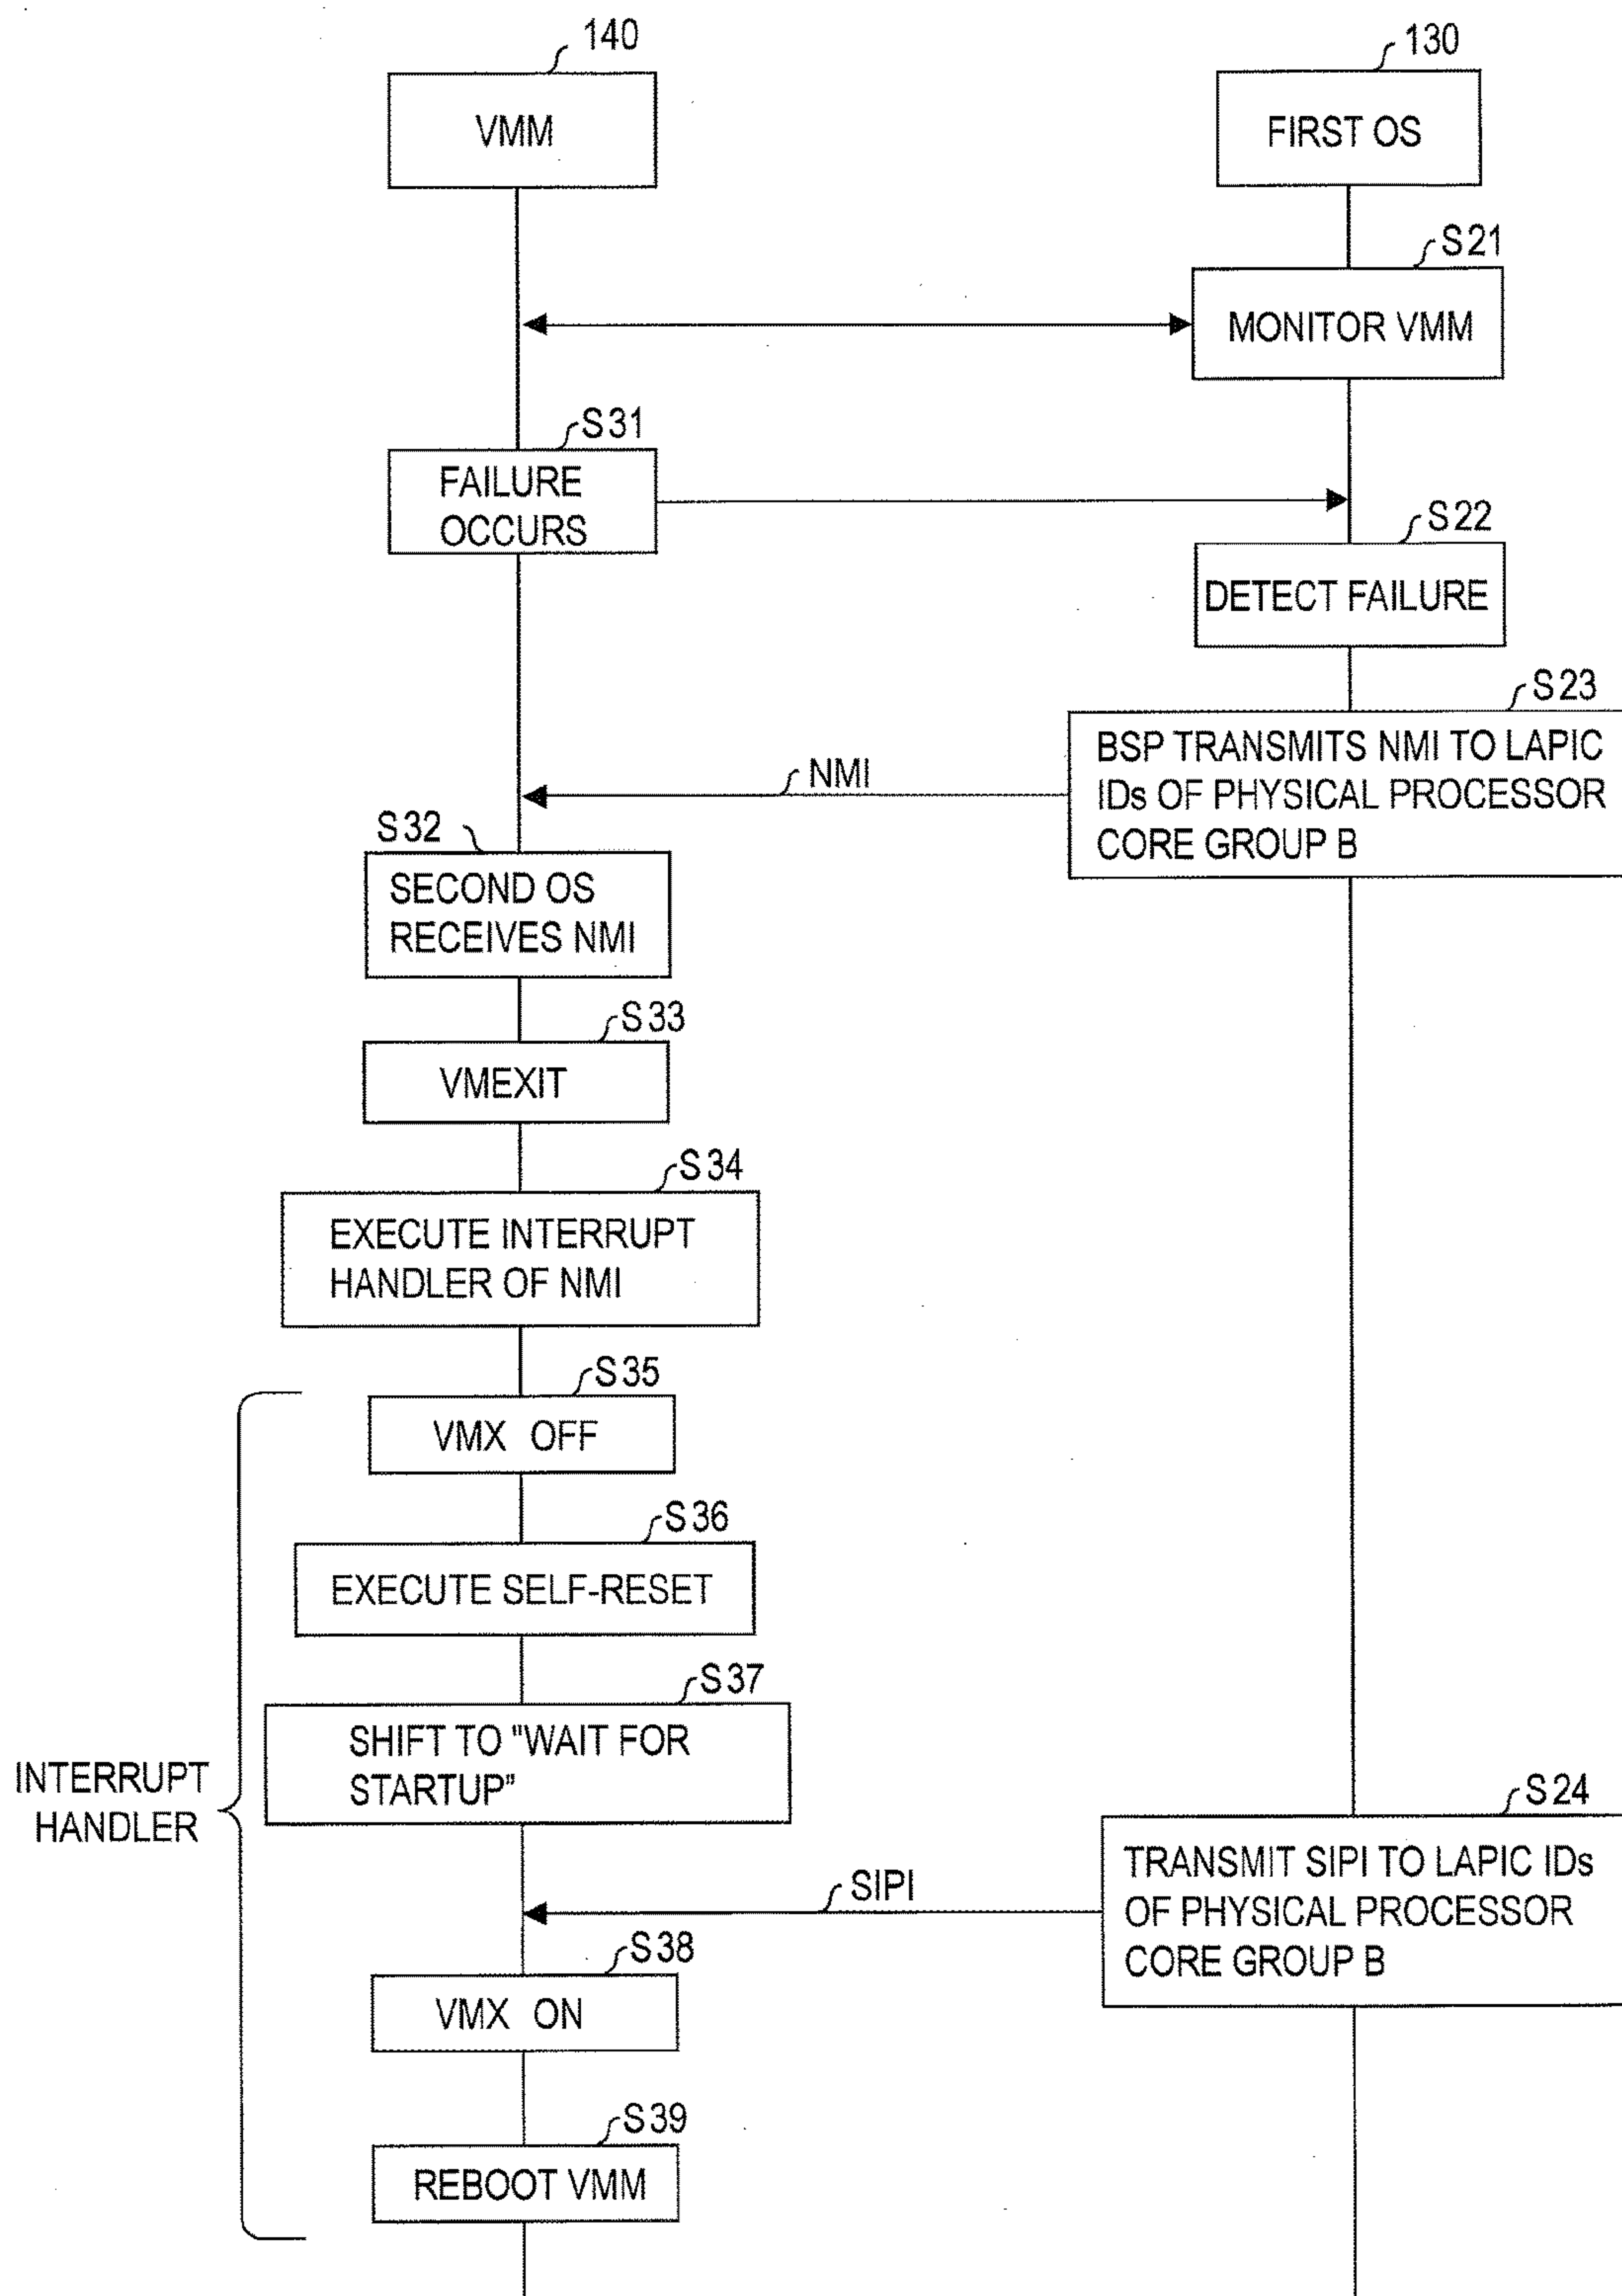 140
VMM
130
FIRST OS
S21
MONITOR VMM
S31
FAILURE
OCCURS
S22
DETECT FAILURE
S23
BSP TRANSMITS NMI TO LAPIC
IDs OF PHYSICAL PROCESSOR
CORE GROUP B
NMI
S32
SECOND OS
RECEIVES NMI
S33
VMEXIT
S34
EXECUTE INTERRUPT
HANDLER OF NMI
S35
VMX OFF
S36
EXECUTE SELF-RESET
S37
SHIFT TO "WAIT FOR
STARTUP"
INTERRUPT
HANDLER
S24
TRANSMIT SIPI TO LAPIC IDs
OF PHYSICAL PROCESSOR
CORE GROUP B
SIPI
S38
VMX ON
S39
REBOOT VMM